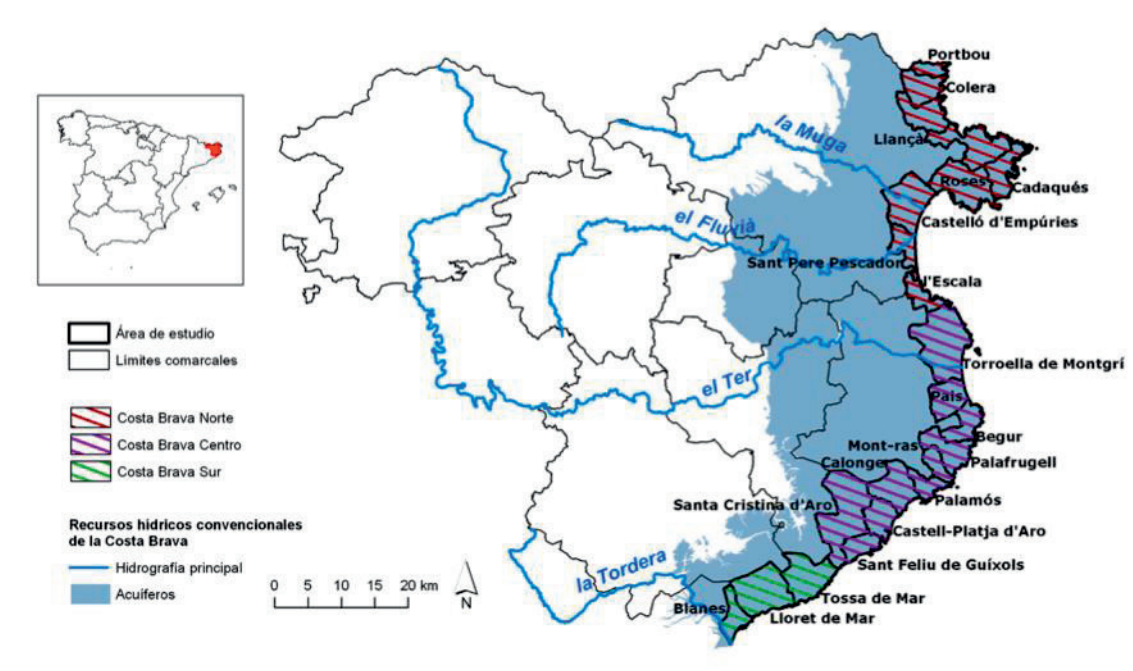 Portbou
Colera
la Muga
Llançà
Roses
Cadaqués
el Fluvià
Castelló d'Empúries
Sant Pere Pescador
l'Escala
Área de estudio
Límites comarcales
Torroella de Montgrí
el Ter
Pals
Costa Brava Norte
Costa Brava Centro
Costa Brava Sur
Mont-ras
Begur
Calonge
Palafrugell
Santa Cristina d'Aro
Palamós
Castell-Platja d'Aro
Recursos hídricos convencionales
de la Costa Brava
Hidrografía principal
Acuíferos
0 5 10 15 20 km
N
la Tordera
Sant Feliu de Guíxols
Blanes
Tossa de Mar
Lloret de Mar